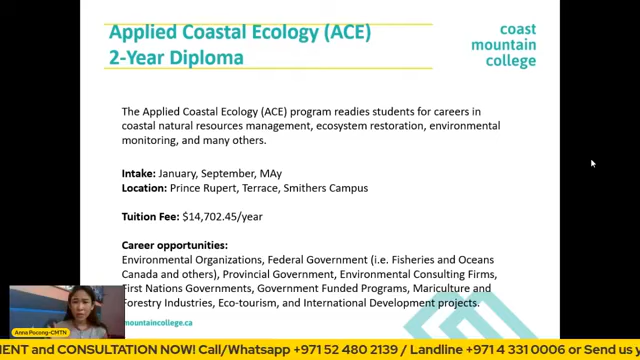 Applied Coastal Ecology (ACE)
2-Year Diploma
coast
mountain
college
The Applied Coastal Ecology (ACE) program readies students for careers in
coastal natural resources management, ecosystem restoration, environmental
monitoring, and many others.
Intake: January, September, MAy
Location: Prince Rupert, Terrace, Smithers Campus
Tuition Fee: $14,702.45/year
Career opportunities:
Environmental Organizations, Federal Government (i.e. Fisheries and Oceans
Canada and others), Provincial Government, Environmental Consulting Firms,
First Nations Governments, Government Funded Programs, Mariculture and
Forestry Industries, Eco-tourism, and International Development projects.
mountaincollege.ca
Anna Pocong-CMTN
MENT and CONSULTATION NOW! Call/Whatsapp +971 52 480 2139 / Landline +971 4 331 0006 or Send us y